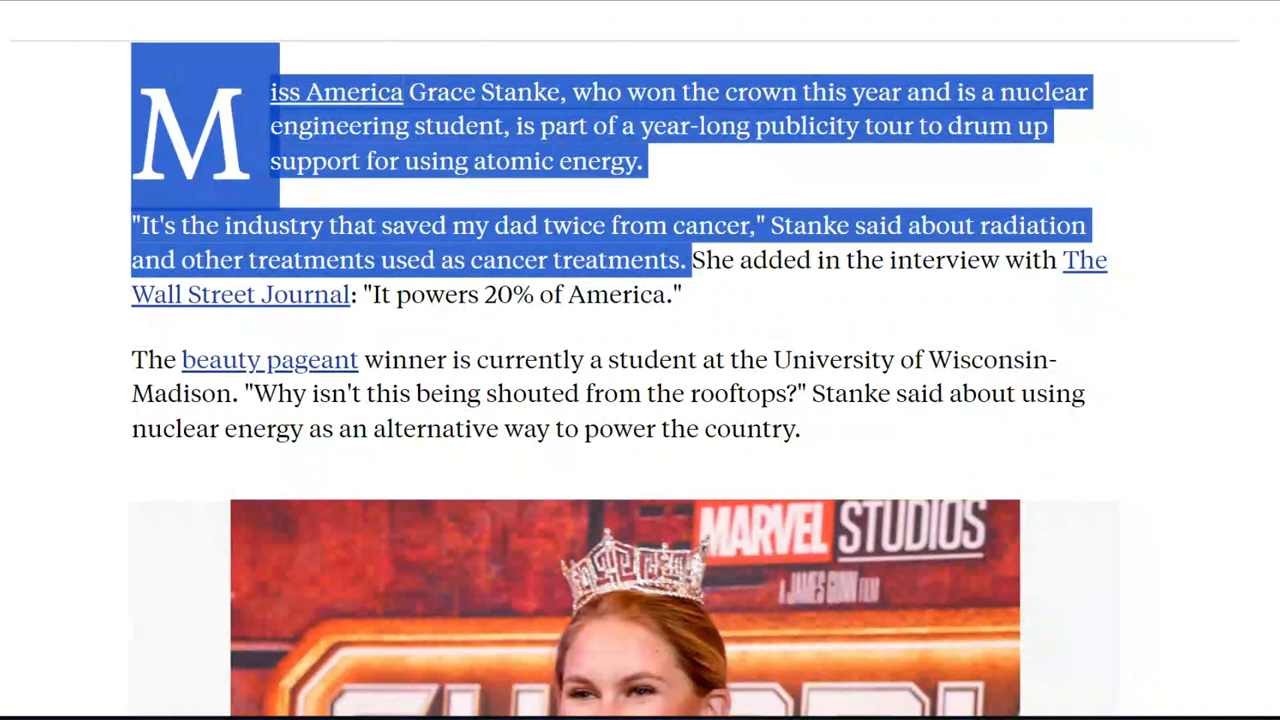 Miss America Grace Stanke, who won the crown this year and is a nuclear
engineering student, is part of a year-long publicity tour to drum up
support for using atomic energy.
"It's the industry that saved my dad twice from cancer," Stanke said about radiation
and other treatments used as cancer treatments. She added in the interview with The
Wall Street Journal: "It powers 20% of America."
The beauty pageant winner is currently a student at the University of Wisconsin-
Madison. "Why isn't this being shouted from the rooftops?" Stanke said about using
nuclear energy as an alternative way to power the country.
MARVEL STUDIOS
A JAMES GUNN FILM